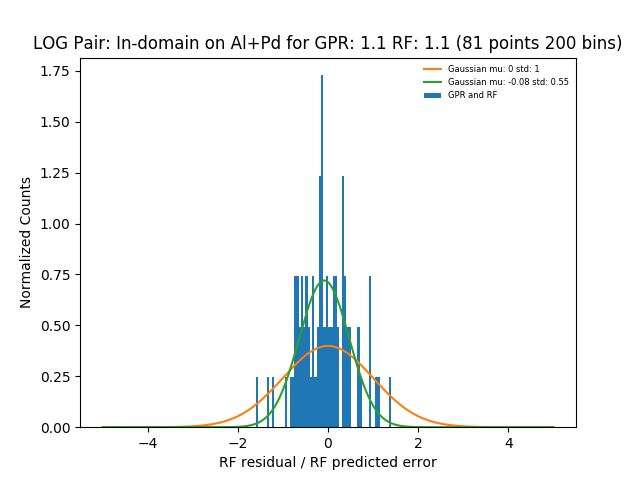 LOG Pair: In-domain on Al+Pd for GPR: 1.1 RF: 1.1 (81 points 200 bins)
Gaussian mu: 0 std: 1
Gaussian mu: -0.08 std: 0.55
GPR and RF
Normalized Counts
1.75
1.50
1.25
1.00
0.75
0.50
0.25
0.00
−4 −2 0 2 4
RF residual / RF predicted error